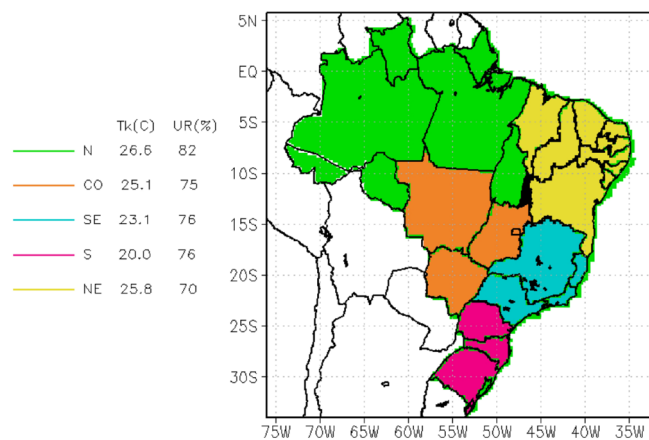 Tk(C) UR(%)
N 26.6 82
CO 25.1 75
SE 23.1 76
S 20.0 76
NE 25.8 70
5N
EQ
5S
10S
15S
20S
25S
30S
75W 70W 65W 60W 55W 50W 45W 40W 35W